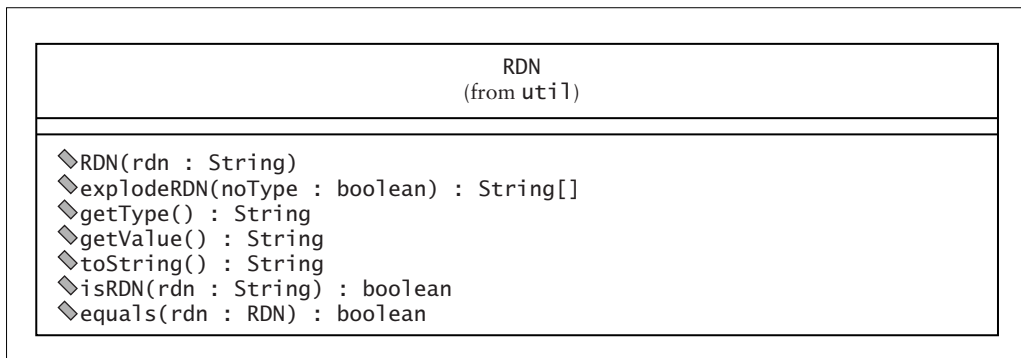 RDN
(from util)
RDN(rdn : String)
explodeRDN(noType : boolean) : String[]
getType() : String
getValue() : String
toString() : String
isRDN(rdn : String) : boolean
equals(rdn : RDN) : boolean